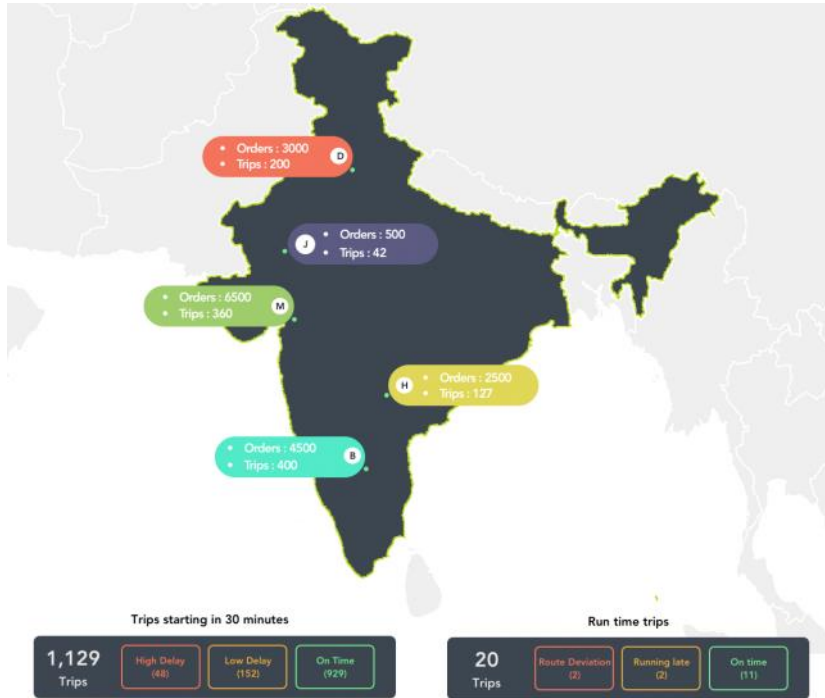 • Orders : 3000
• Trips : 200
D
J
• Orders : 500
• Trips : 42
• Orders : 6500
• Trips : 360
M
H
• Orders : 2500
• Trips : 127
• Orders : 4500
• Trips : 400
B
Trips starting in 30 minutes
1,129
Trips
High Delay
(48)
Low Delay
(152)
On Time
(929)
Run time trips
20
Trips
Route Deviation
(2)
Running late
(2)
On time
(11)